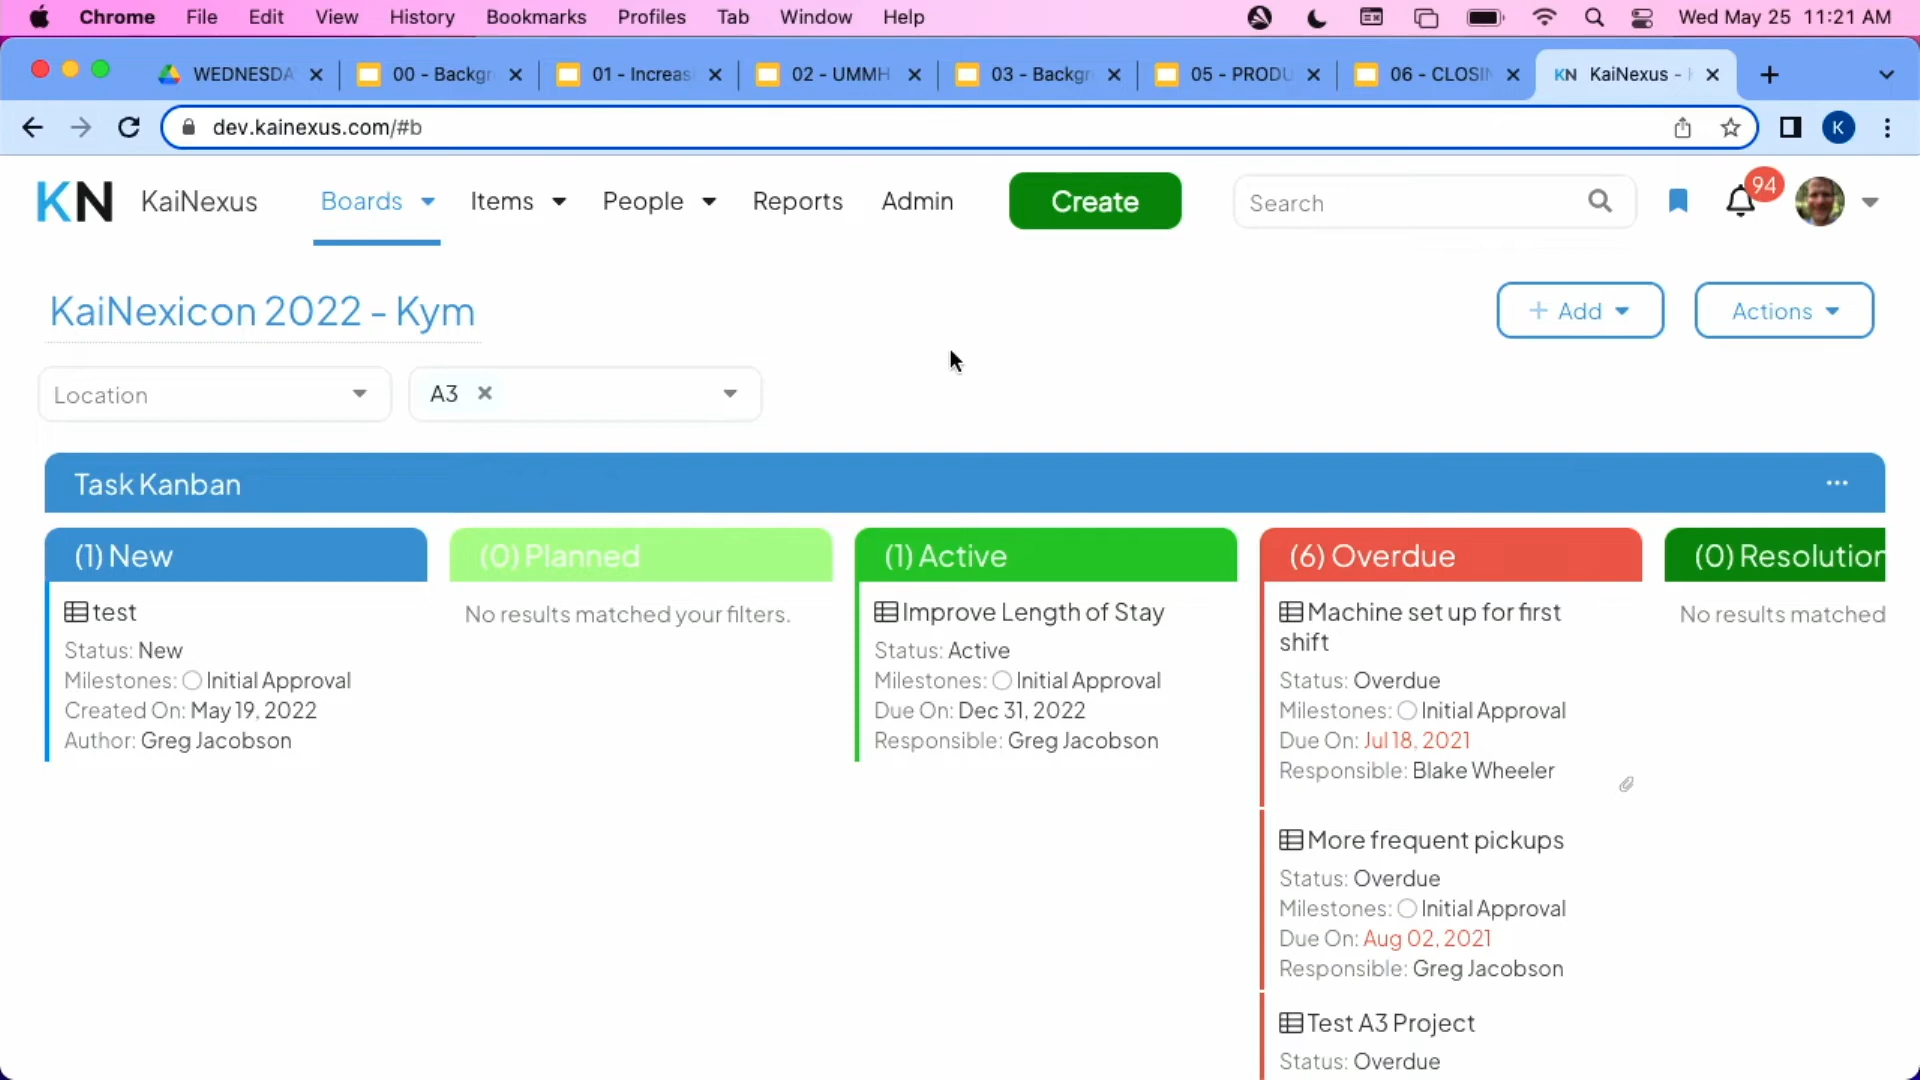 Chrome File Edit View History Bookmarks Profiles Tab Window Help Wed May 25 11:21 AM
WEDNESDA 00 - Backgr 01 - Increas 02 - UMMH 03 - Backgr 05 - PRODU 06 - CLOSIN KN KaiNexus -
dev.kainexus.com/#b K
KN KaiNexus Boards Items People Reports Admin Create Search 94
KaiNexicon 2022 - Kym + Add Actions
Location A3
Task Kanban
(1) New
test
Status: New
Milestones: Initial Approval
Created On: May 19, 2022
Author: Greg Jacobson
(0) Planned
No results matched your filters.
(1) Active
Improve Length of Stay
Status: Active
Milestones: Initial Approval
Due On: Dec 31, 2022
Responsible: Greg Jacobson
(6) Overdue
Machine set up for first
shift
Status: Overdue
Milestones: Initial Approval
Due On: Jul 18, 2021
Responsible: Blake Wheeler
More frequent pickups
Status: Overdue
Milestones: Initial Approval
Due On: Aug 02, 2021
Responsible: Greg Jacobson
Test A3 Project
Status: Overdue
(0) Resolution
No results matched